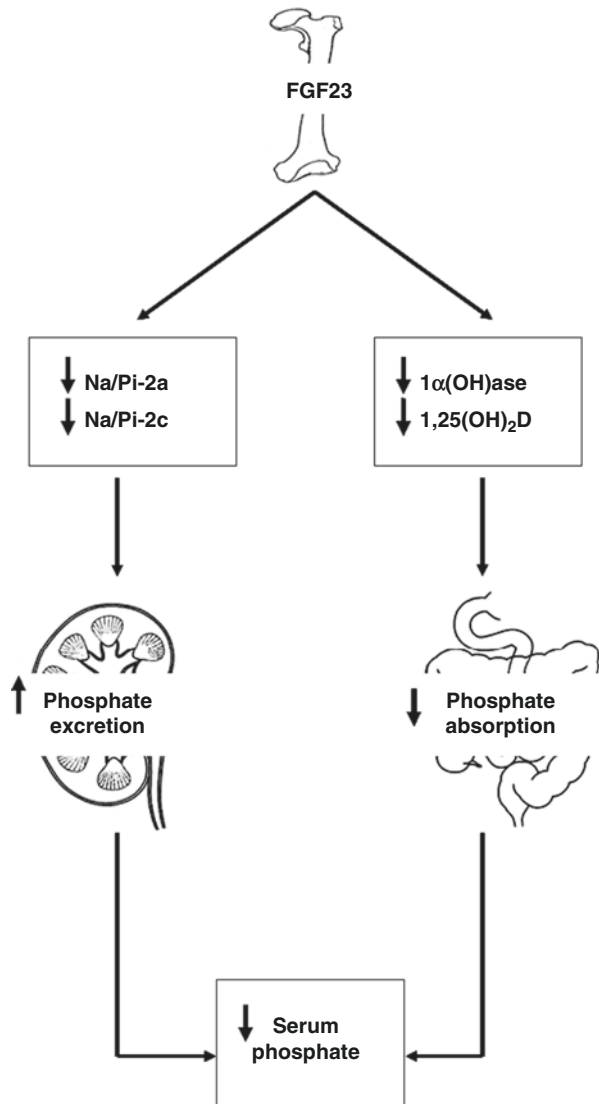 FGF23
↓ Na/Pi-2a
↓ Na/Pi-2c
↓ 1α(OH)ase
↓ 1,25(OH)₂D
↑ Phosphate
excretion
↓ Phosphate
absorption
↓ Serum
phosphate